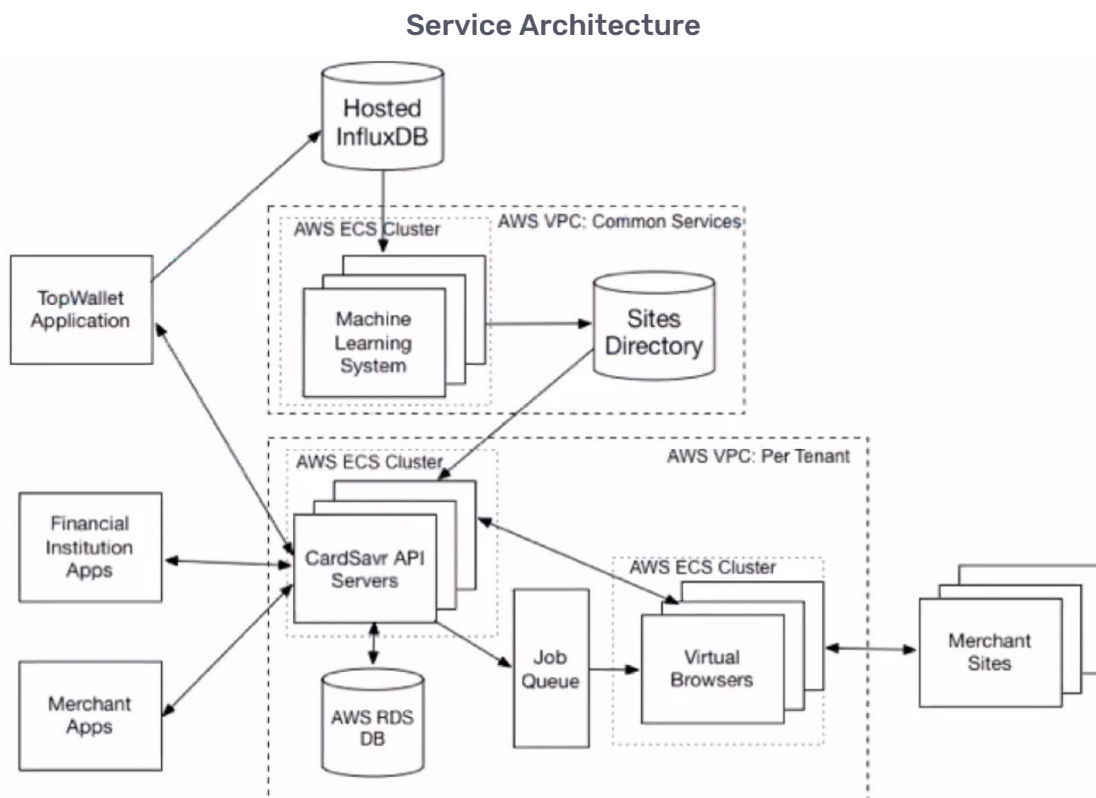 Service Architecture
Hosted
InfluxDB
AWS ECS Cluster
AWS VPC: Common Services
TopWallet
Application
Machine
Learning
System
Sites
Directory
AWS ECS Cluster
AWS VPC: Per Tenant
Financial
Institution
Apps
CardSavr API
Servers
AWS ECS Cluster
Job
Queue
Virtual
Browsers
Merchant
Sites
Merchant
Apps
AWS RDS
DB